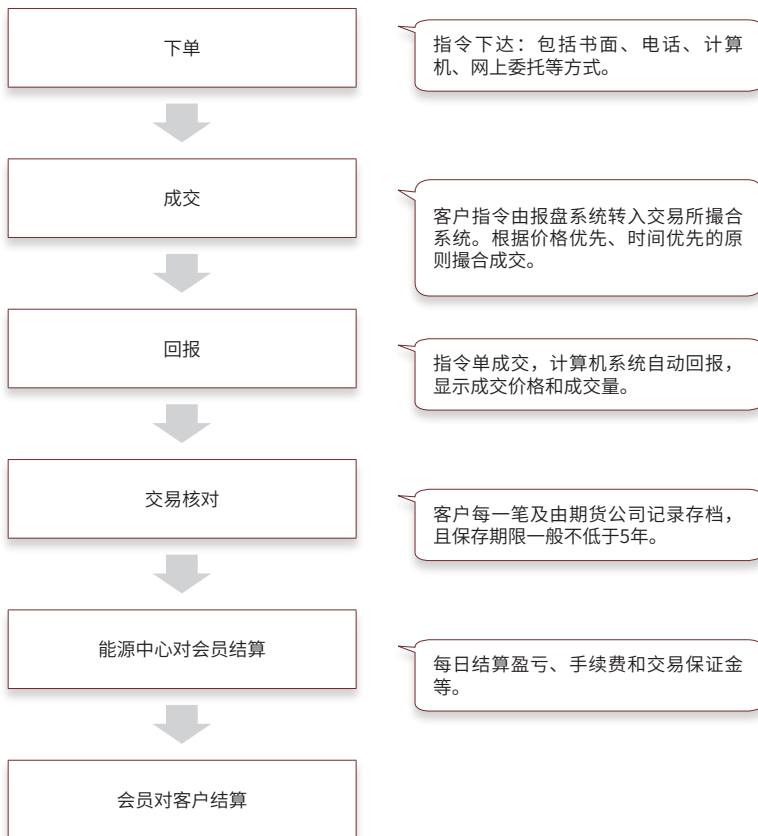 下单
指令下达：包括书面、电话、计算
机、网上委托等方式。
成交
客户指令由报盘系统转入交易所撮合
系统。根据价格优先、时间优先的原
则撮合成交。
回报
指令单成交，计算机系统自动回报，
显示成交价格和成交量。
交易核对
客户每一笔及由期货公司记录存档，
且保存期限一般不低于5年。
能源中心对会员结算
每日结算盈亏、手续费和交易保证金
等。
会员对客户结算